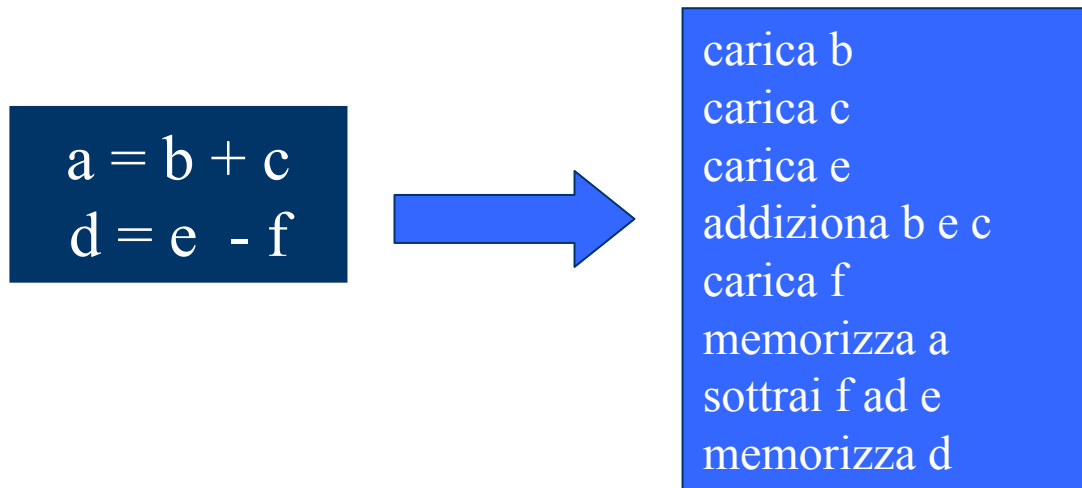 a = b + c
d = e - f
carica b
carica c
carica e
addiziona b e c
carica f
memorizza a
sottrai f ad e
memorizza d